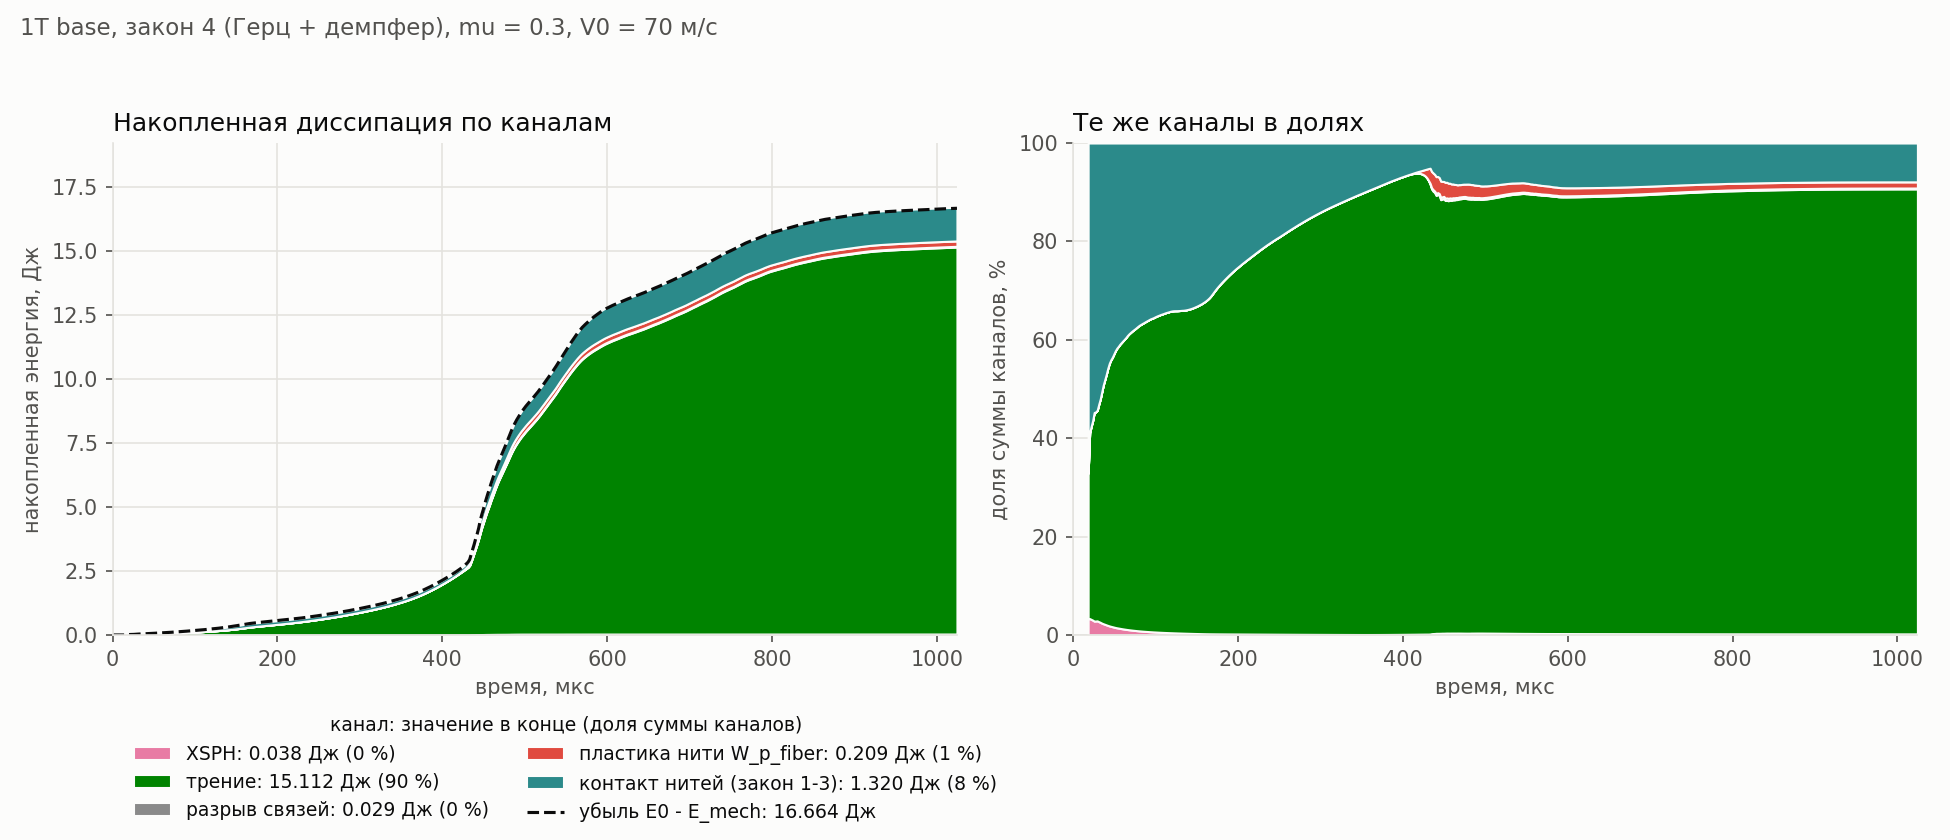 1T base, закон 4 (Герц + демпфер), mu = 0.3, V0 = 70 м/с
Накопленная диссипация по каналам
накопленная энергия, Дж
17.5
15.0
12.5
10.0
7.5
5.0
2.5
0.0
0 200 400 600 800 1000
время, мкс
Те же каналы в долях
доля суммы каналов, %
100
80
60
40
20
0
0 200 400 600 800 1000
время, мкс
канал: значение в конце (доля суммы каналов)
XSPH: 0.038 Дж (0 %)
трение: 15.112 Дж (90 %)
разрыв связей: 0.029 Дж (0 %)
пластика нити W_p_fiber: 0.209 Дж (1 %)
контакт нитей (закон 1-3): 1.320 Дж (8 %)
убыль E0 - E_mech: 16.664 Дж